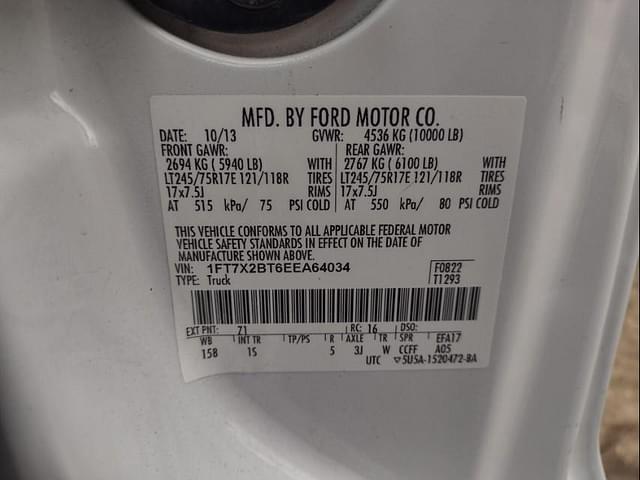 MFD. BY FORD MOTOR CO.
DATE: 10/13 GVWR: 4536 KG (10000 LB)
FRONT GAWR: REAR GAWR:
2694 KG ( 5940 LB) WITH 2767 KG ( 6100 LB) WITH
LT245/75R17E 121/118R TIRES LT245/75R17E 121/118R TIRES
17x7.5J RIMS 17x7.5J RIMS
AT 515 kPa/ 75 PSI COLD AT 550 kPa/ 80 PSI COLD
THIS VEHICLE CONFORMS TO ALL APPLICABLE FEDERAL MOTOR
VEHICLE SAFETY STANDARDS IN EFFECT ON THE DATE OF
MANUFACTURE SHOWN ABOVE.
VIN: 1FT7X2BT6EEA64034 F0822
TYPE: Truck T1293
EXT PNT: Z1 RC: 16 DSO:
WB INT TR TP/PS R AXLE TR SPR EFA17
158 15 5 3J W CCFF A05
UTC ▽5U5A-1520472-BA